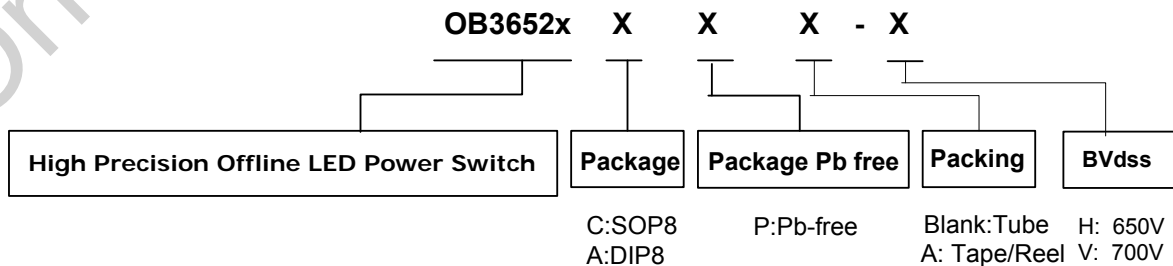 OB3652x X X X - X
High Precision Offline LED Power Switch Package Package Pb free Packing BVdss
C:SOP8 P:Pb-free Blank:Tube H: 650V
A:DIP8 A: Tape/Reel V: 700V